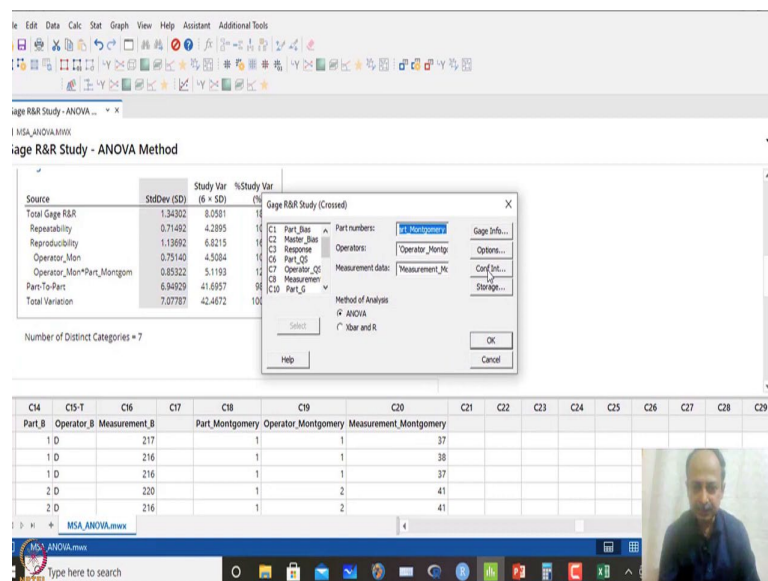 Edit Data Calc Stat Graph View Help Assistant Additional Tools
age R&R Study - ANOVA ...
MSA_ANOVA.MWX
age R&R Study - ANOVA Method
Study Var %Study Var
Source StdDev (SD) (6 × SD)
Total Gage R&R 1.34302 8.0581
Repeatability 0.71492 4.2895
Reproducibility 1.13692 6.8215
Operator_Mon 0.75140 4.5084
Operator_Mon*Part_Montgom 0.85322 5.1193
Part-To-Part 6.94929 41.6957
Total Variation 7.07787 42.4672
Number of Distinct Categories = 7
Gage R&R Study (Crossed)
C1 Part_Bias
C2 Master_Bias
C3 Response
C6 Part_QS
C7 Operator_QS
C8 Measuremen
C10 Part_G
Part numbers: art_Montgomery
Operators: 'Operator_Montgo
Measurement data: 'Measurement_Mo
Method of Analysis
ANOVA
Xbar and R
Gage Info...
Options...
Conf Int...
Storage...
Select
Help
OK
Cancel
C14 C15-T C16 C17 C18 C19 C20 C21 C22 C23 C24 C25 C26 C27 C28 C29
Part_B Operator_B Measurement_B Part_Montgomery Operator_Montgomery Measurement_Montgomery
1 D 217 1 1 37
1 D 216 1 1 38
1 D 216 1 1 37
2 D 220 1 2 41
2 D 216 1 2 41
MSA_ANOVA.mwx
MSA_ANOVA.mwx
Type here to search